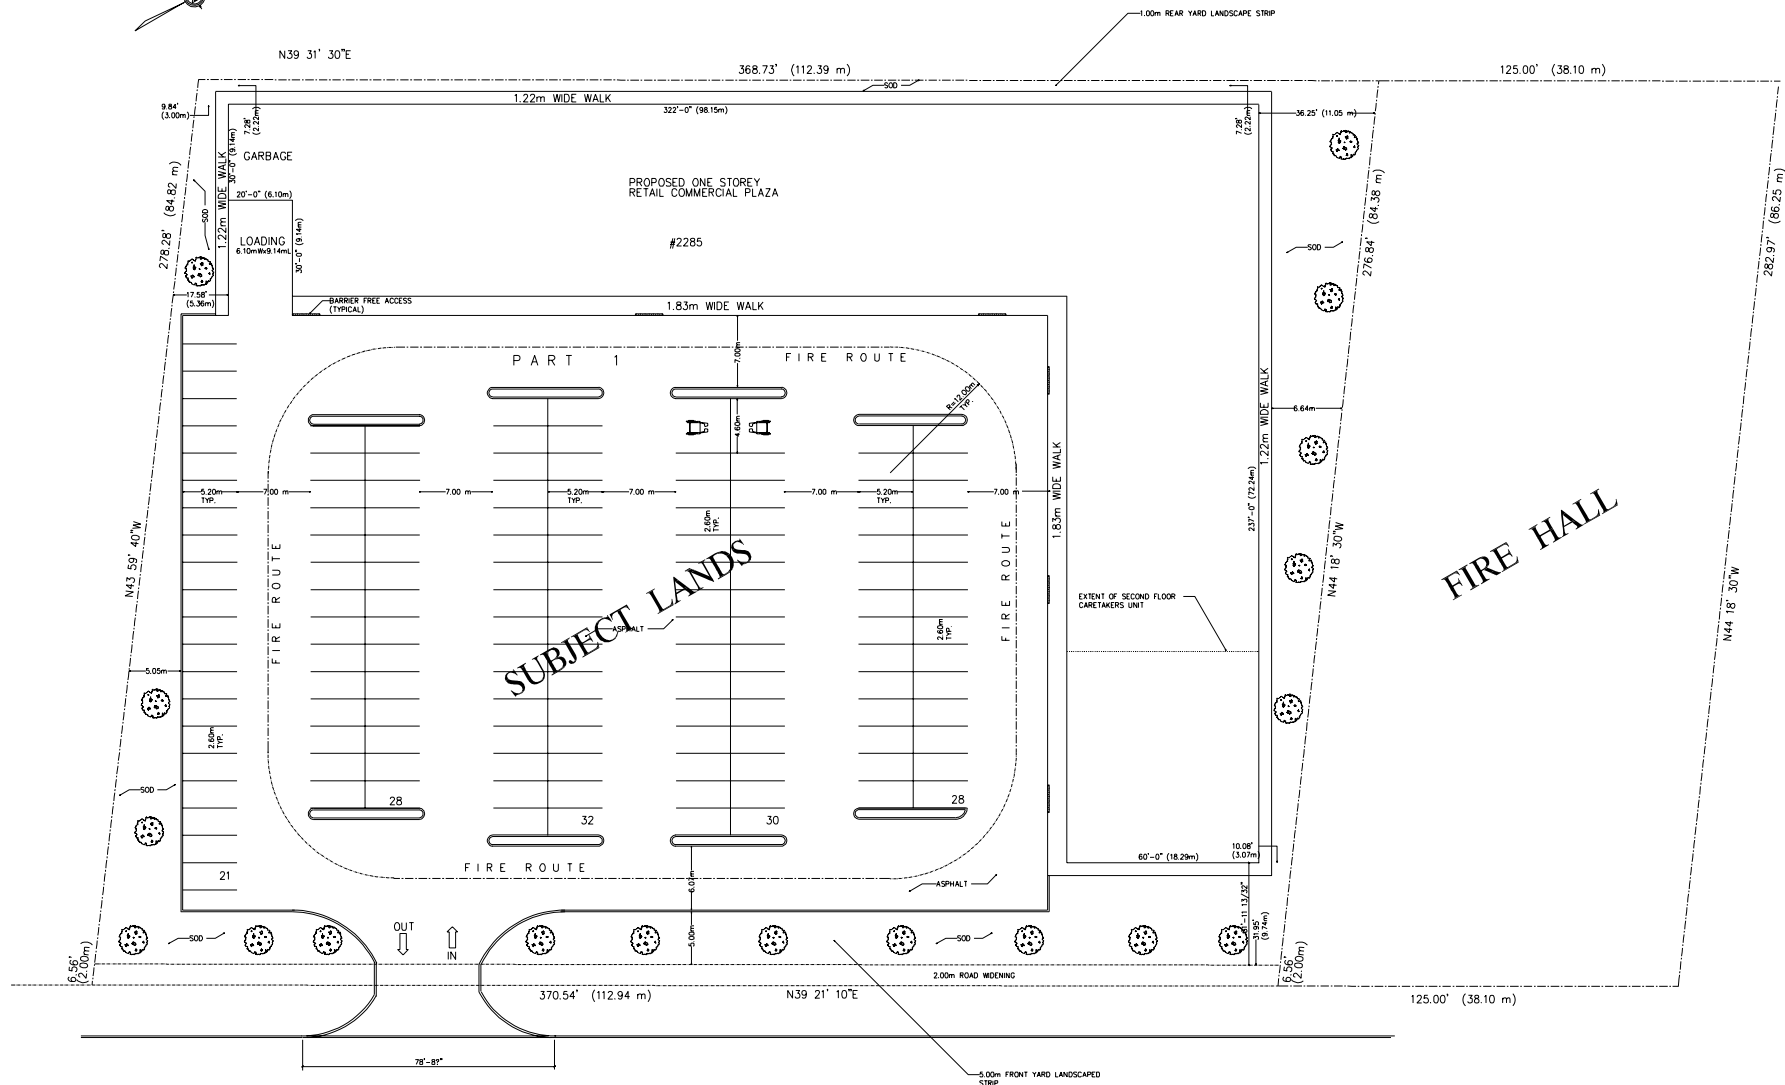 1.00m REAR YARD LANDSCAPE STRIP
N39 31' 30"E
368.73' (112.39 m)
125.00' (38.10 m)
SOD
1.22m WIDE WALK
322'-0" (98.15m)
9.84'
(3.00m)
7.28'
(2.22m)
7.28'
(2.22m)
36.25' (11.05 m)
30'-0" (9.14m)
GARBAGE
1.22m WIDE WALK
278.28' (84.82 m)
SOD
20'-0" (6.10m)
PROPOSED ONE STOREY
RETAIL COMMERCIAL PLAZA
#2285
LOADING
6.10mWx9.14mL
30'-0" (9.14m)
SOD
276.84' (84.38 m)
282.97' (86.25 m)
17.58'
(5.36m)
BARRIER FREE ACCESS
(TYPICAL)
1.83m WIDE WALK
PART 1
7.00m
FIRE ROUTE
R=12.00m
TYP.
4.60m
1.22m WIDE WALK
6.64m
5.20m
TYP.
7.00 m
7.00 m
5.20m
TYP.
7.00 m
7.00 m
5.20m
TYP.
7.00 m
1.83m WIDE WALK
237'-0" (72.24m)
2.60m
TYP.
N43 59' 40"W
FIRE ROUTE
SUBJECT LANDS
ASPHALT
2.60m
TYP.
FIRE ROUTE
EXTENT OF SECOND FLOOR
CARETAKERS UNIT
N44 18' 30"W
FIRE HALL
N44 18' 30"W
5.05m
2.60m
TYP.
SOD
28
32
30
28
21
FIRE ROUTE
6.07m
ASPHALT
60'-0" (18.29m)
10.08'
(3.07m)
11 13/32"
31.95'
(9.74m)
OUT
IN
SOD
5.00m
SOD
6.56'
(2.00m)
6.56'
(2.00m)
2.00m ROAD WIDENING
370.54' (112.94 m)
N39 21' 10"E
125.00' (38.10 m)
78'-8?"
5.00m FRONT YARD LANDSCAPED
STRIP